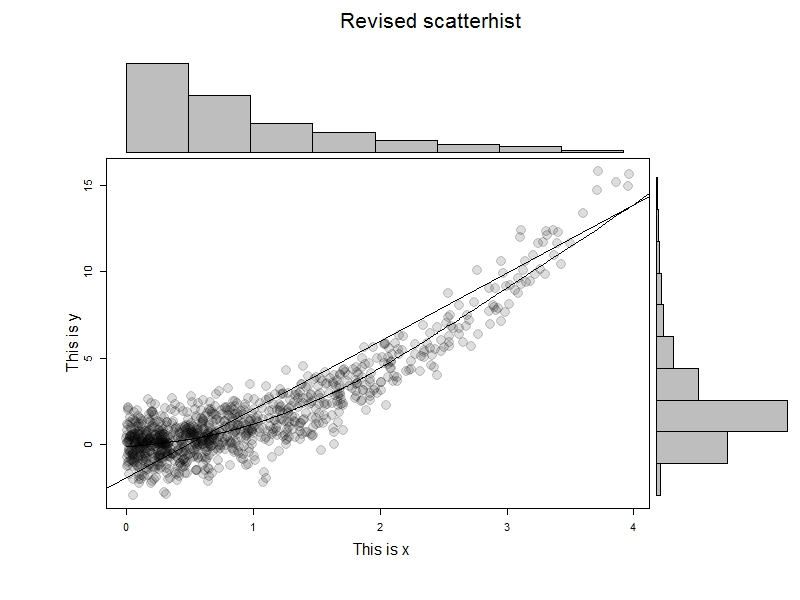 Revised scatterhist
15
10
5
0
This is y
0 1 2 3 4
This is x